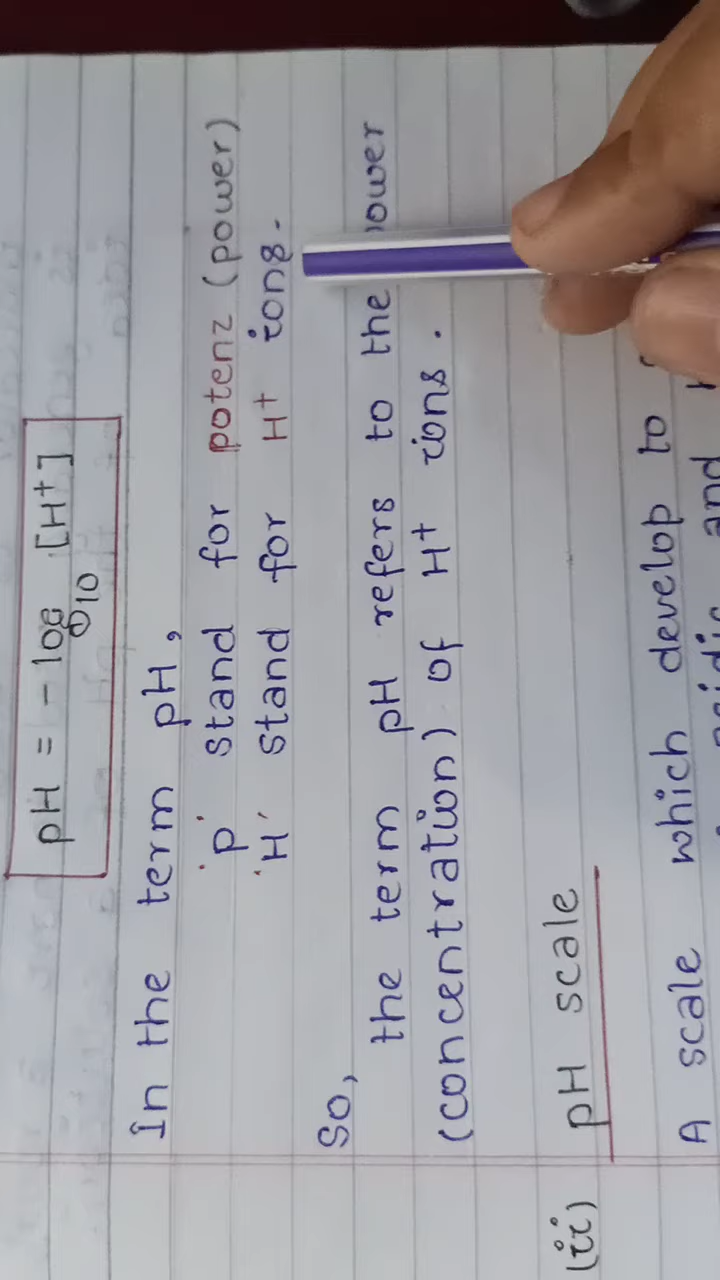 pH = - log₁₀ [H⁺]
In the term pH,
'p' stand for potenz (power)
'H' stand for H⁺ ions.
So,
the term pH refers to the power
(concentration) of H⁺ ions.
(ii) pH scale
A scale which develop to
and